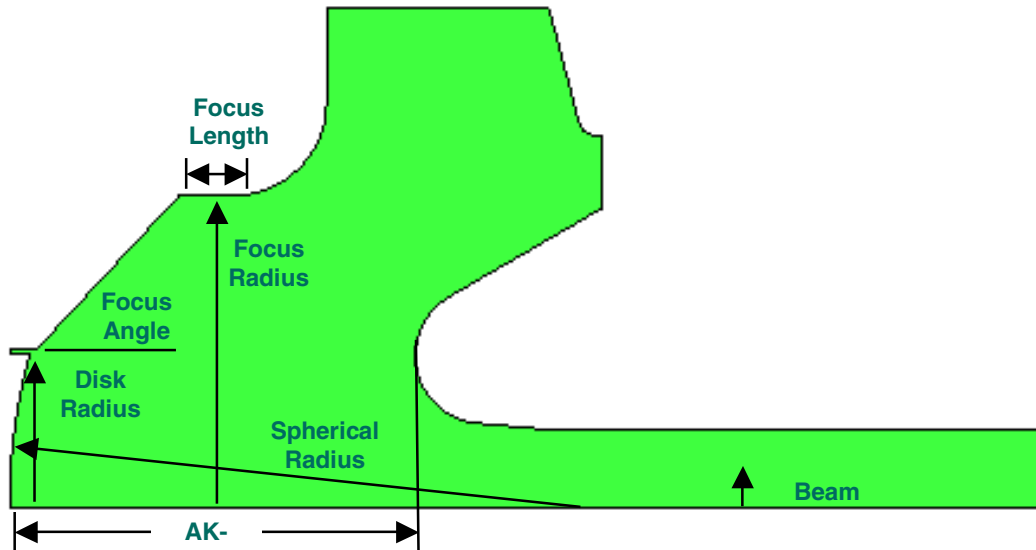 Focus
Length
Focus
Radius
Focus
Angle
Disk
Radius
Spherical
Radius
Beam
AK-